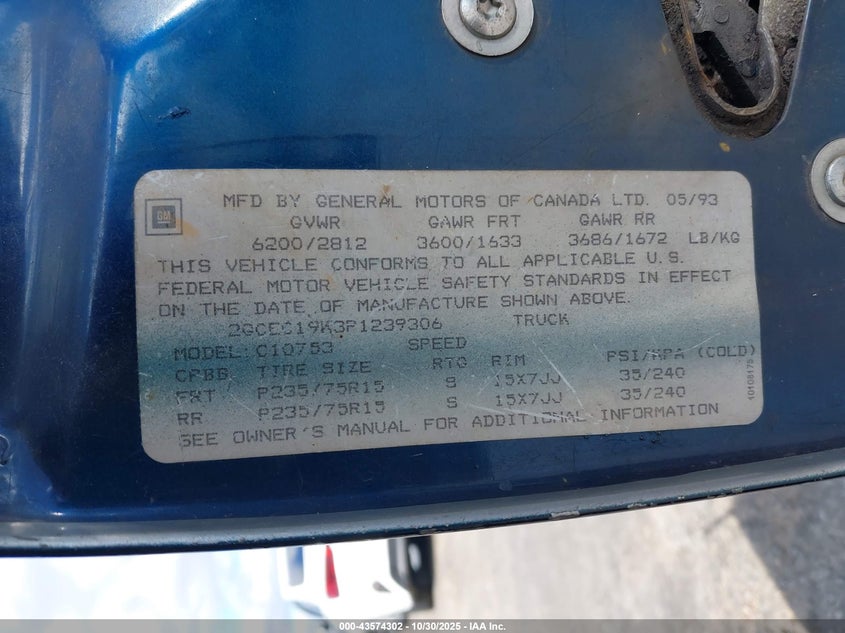 GM
MFD BY GENERAL MOTORS OF CANADA LTD. 05/93
GVWR GAWR FRT GAWR RR
6200/2812 3600/1633 3686/1672 LB/KG
THIS VEHICLE CONFORMS TO ALL APPLICABLE U.S.
FEDERAL MOTOR VEHICLE SAFETY STANDARDS IN EFFECT
ON THE DATE OF MANUFACTURE SHOWN ABOVE.
2GCEC19K3P1239306 TRUCK
MODEL: C10753 SPEED
CPBG TIRE SIZE RTG RIM PSI/KPA (COLD)
FRT P235/75R15 S 15X7JJ 35/240
RR P235/75R15 S 15X7JJ 35/240
SEE OWNER'S MANUAL FOR ADDITIONAL INFORMATION
10108175
000-43574302 - 10/30/2025 - IAA Inc.